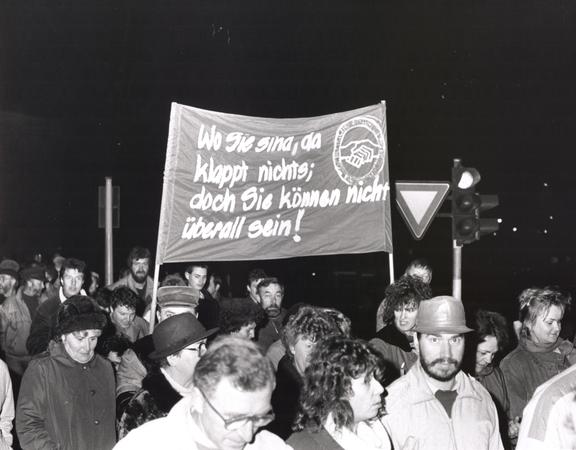 Wo Sie sind, da
klappt nichts;
doch Sie können nicht
überall sein!